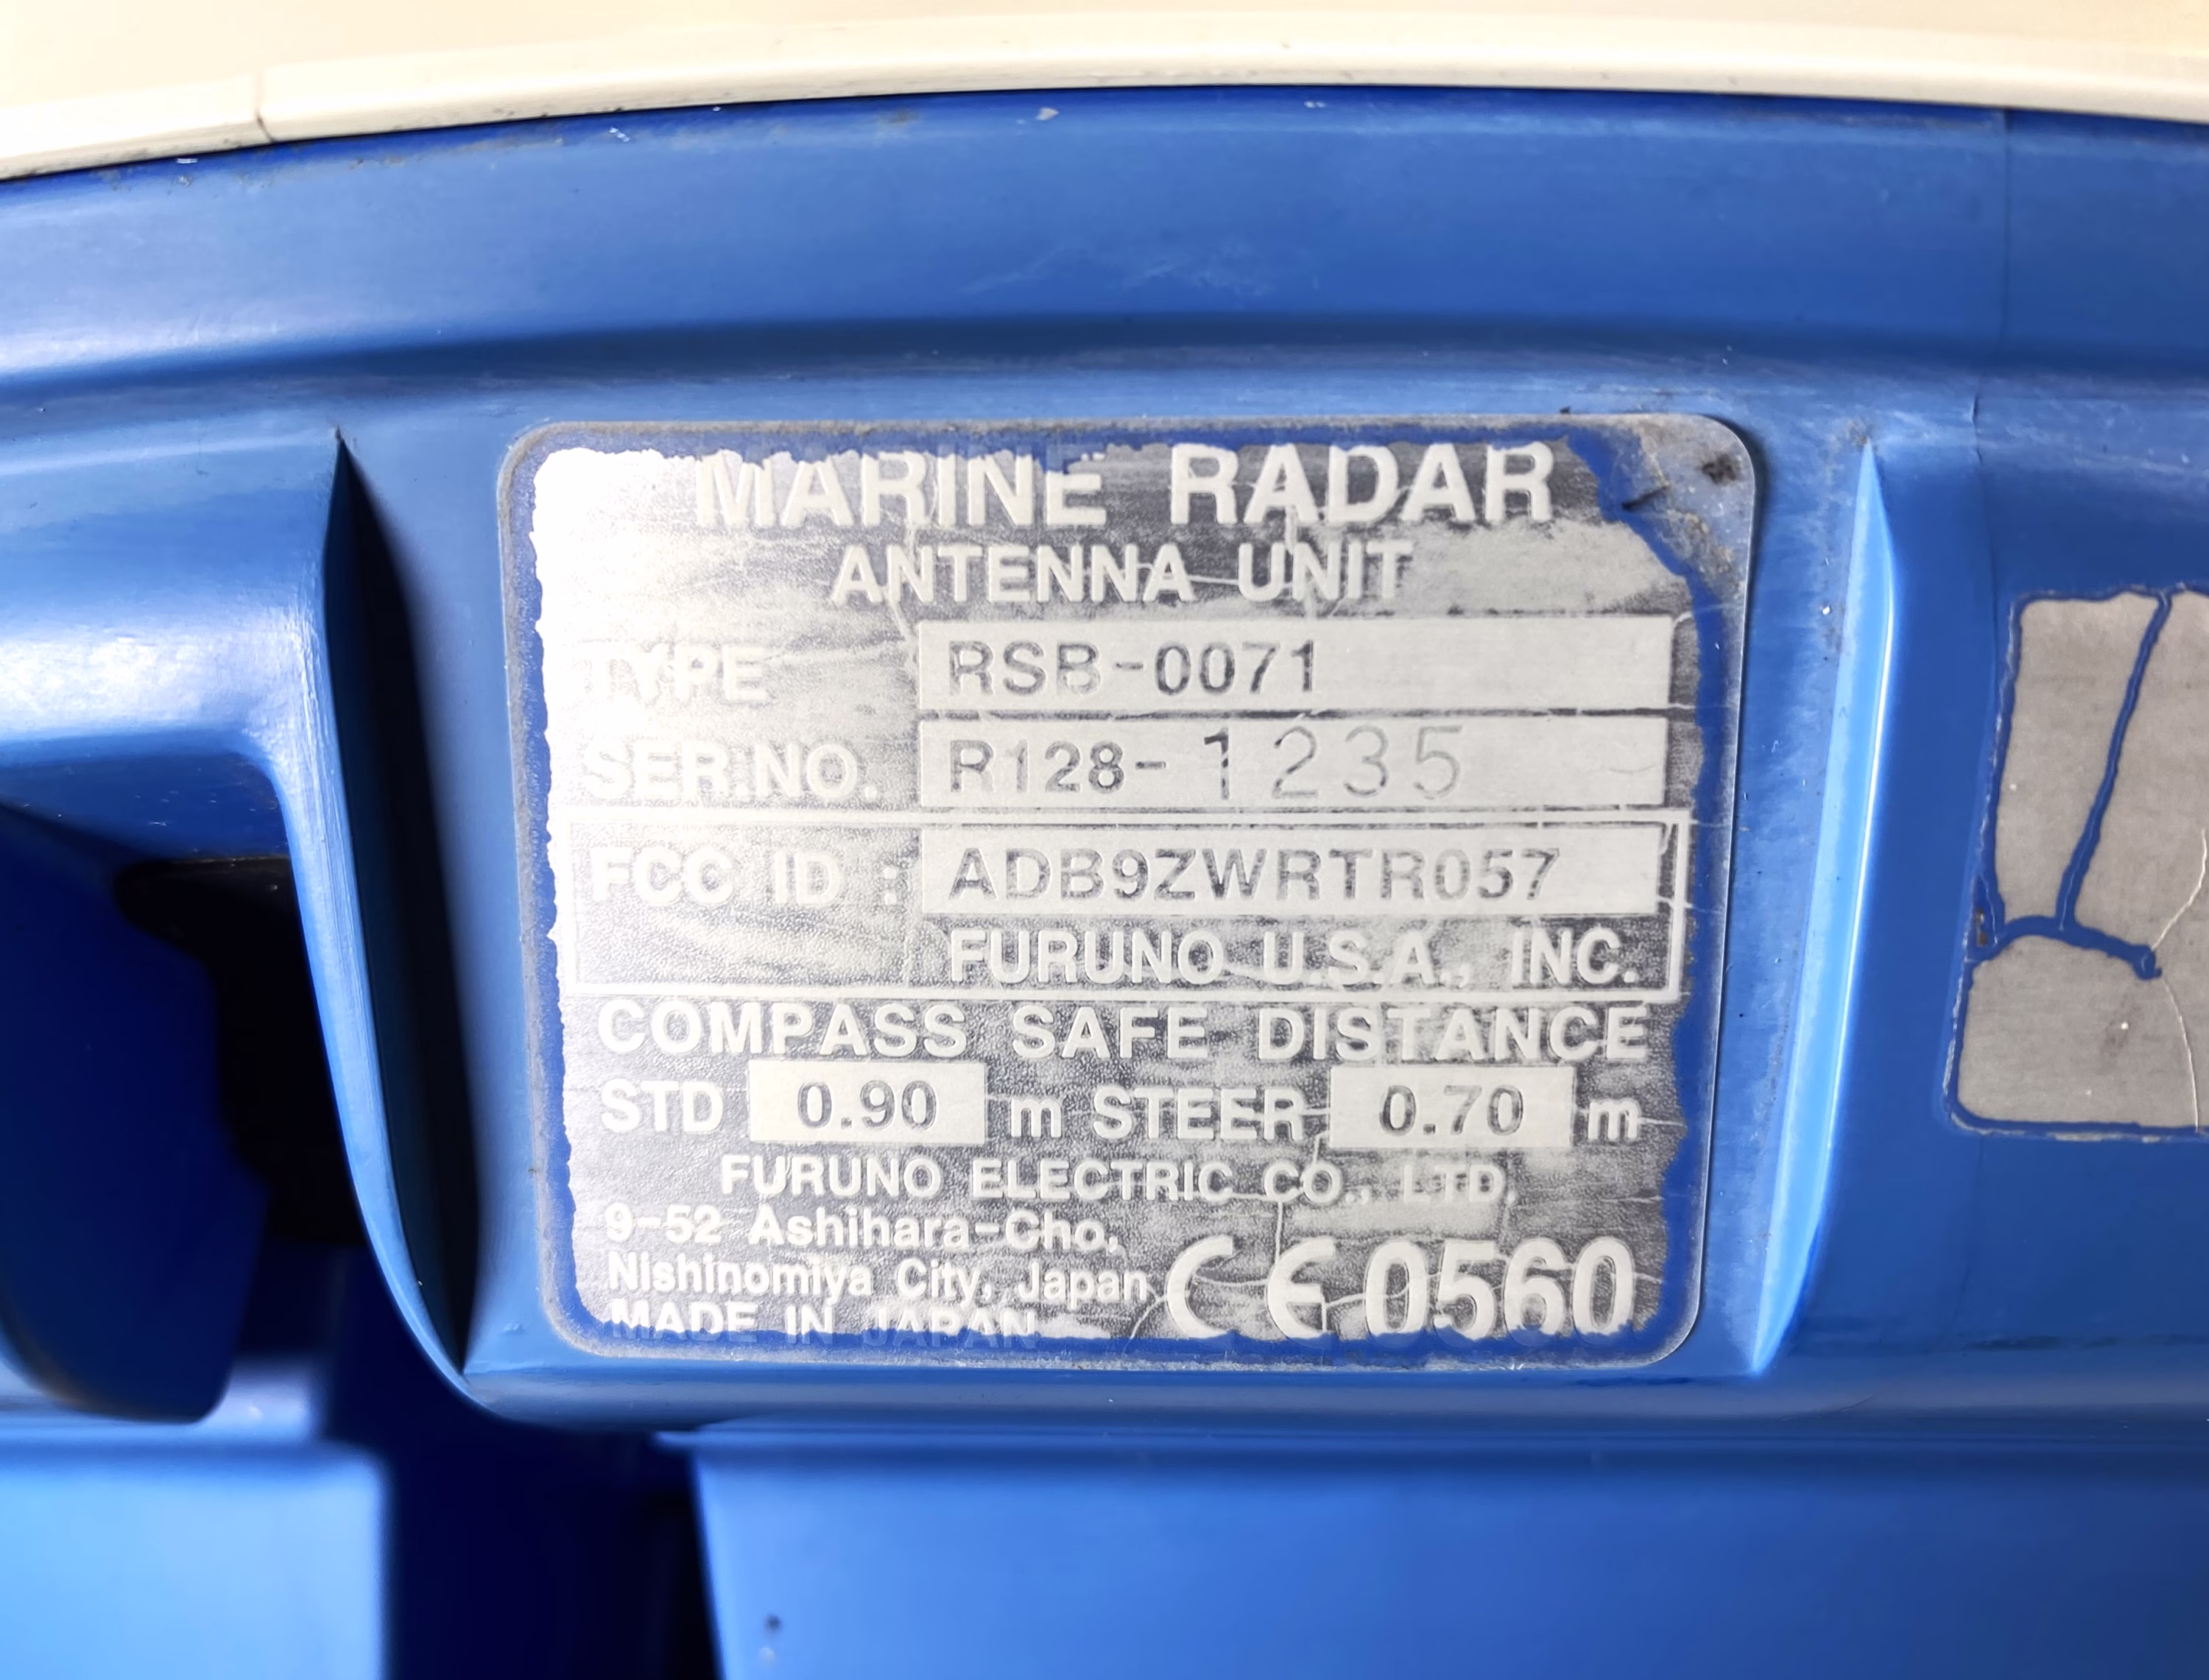 MARINE RADAR
ANTENNA UNIT
TYPE RSB-0071
SER.NO. R128-1235
FCC ID : ADB9ZWRTR057
FURUNO U.S.A., INC.
COMPASS SAFE DISTANCE
STD 0.90 m STEER 0.70 m
FURUNO ELECTRIC CO., LTD.
9-52 Ashihara-Cho,
Nishinomiya City, Japan
MADE IN JAPAN
CE 0560